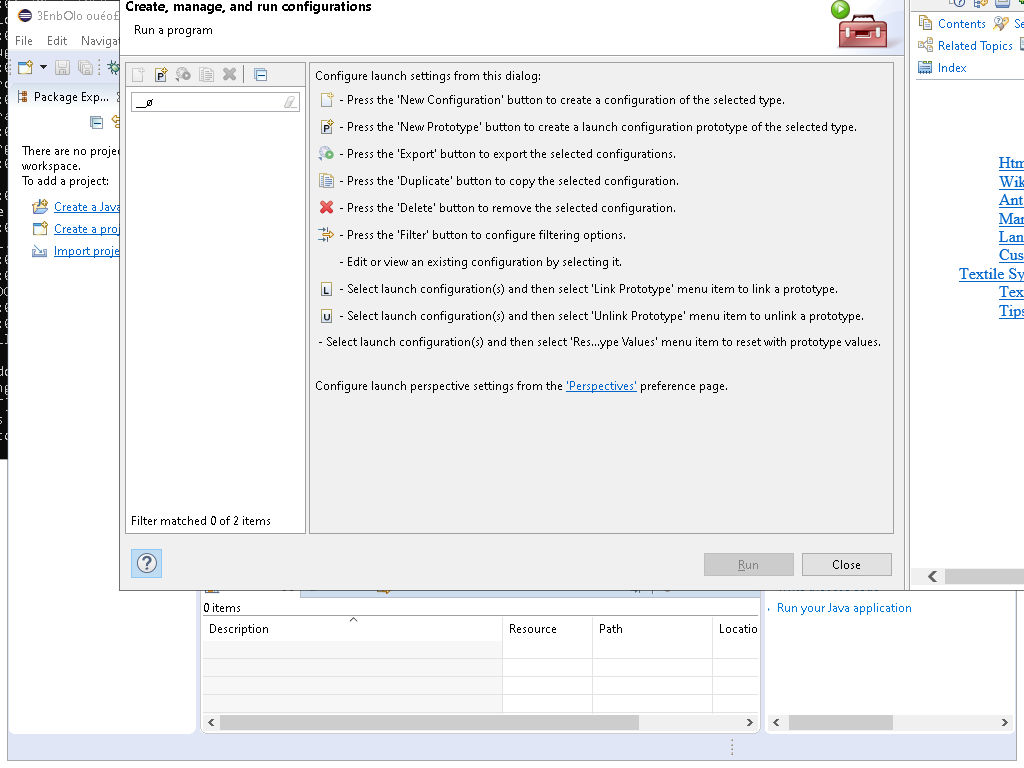 3EnbOlo ouéo£
Create, manage, and run configurations
Run a program
File Edit Navigat
Package Exp...
There are no projec
workspace.
To add a project:
Create a Java
Create a proj
Import proje
__ø
Filter matched 0 of 2 items
Configure launch settings from this dialog:
- Press the 'New Configuration' button to create a configuration of the selected type.
- Press the 'New Prototype' button to create a launch configuration prototype of the selected type.
- Press the 'Export' button to export the selected configurations.
- Press the 'Duplicate' button to copy the selected configuration.
- Press the 'Delete' button to remove the selected configuration.
- Press the 'Filter' button to configure filtering options.
- Edit or view an existing configuration by selecting it.
L - Select launch configuration(s) and then select 'Link Prototype' menu item to link a prototype.
U - Select launch configuration(s) and then select 'Unlink Prototype' menu item to unlink a prototype.
- Select launch configuration(s) and then select 'Res...ype Values' menu item to reset with prototype values.
Configure launch perspective settings from the 'Perspectives' preference page.
Run Close
Contents Se
Related Topics
Index
Htm
Wik
Ant
Mar
Lan
Cus
Textile Sy
Tex
Tips
0 items
Description Resource Path Locatio
Run your Java application